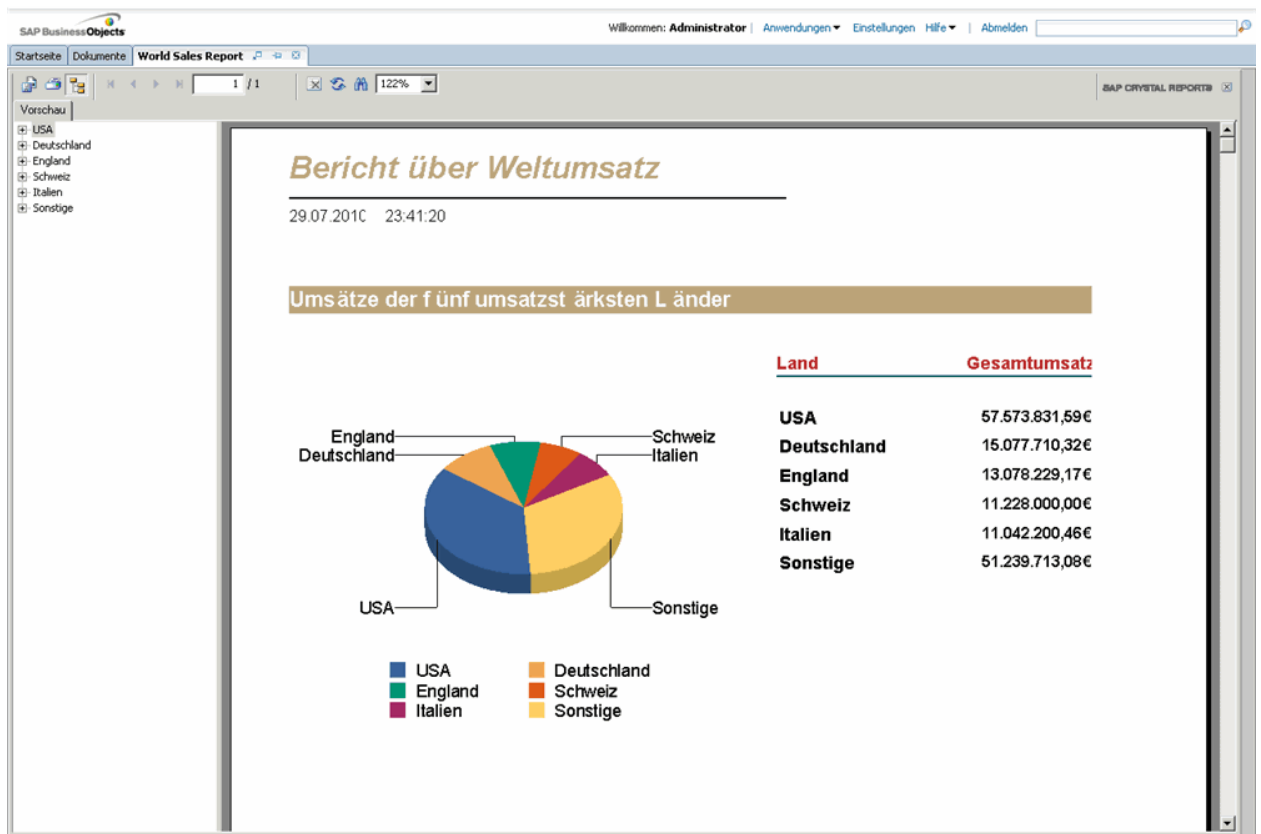 SAP BusinessObjects
Willkommen: Administrator | Anwendungen Einstellungen Hilfe | Abmelden
Startseite Dokumente World Sales Report
1 /1 122% SAP CRYSTAL REPORTS
Vorschau
USA
Deutschland
England
Schweiz
Italien
Sonstige
Bericht über Weltumsatz
29.07.2010 23:41:20
Umsätze der f ünf umsatzst ärksten L änder
Land Gesamtumsatz
USA 57.573.831,59€
Deutschland 15.077.710,32€
England 13.078.229,17€
Schweiz 11.228.000,00€
Italien 11.042.200,46€
Sonstige 51.239.713,08€
England Schweiz
Deutschland Italien
USA Sonstige
USA Deutschland
England Schweiz
Italien Sonstige